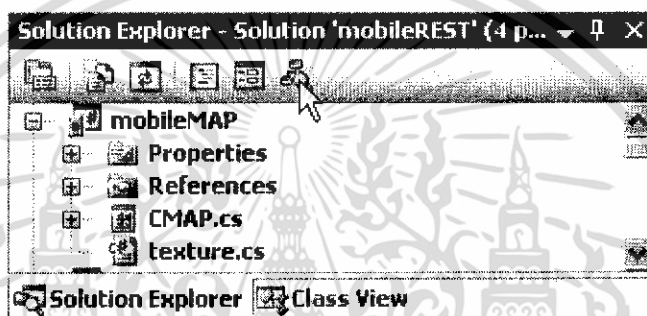 Solution Explorer - Solution 'mobileREST' (4 p...
mobileMAP
Properties
References
CMAP.cs
texture.cs
Solution Explorer Class View